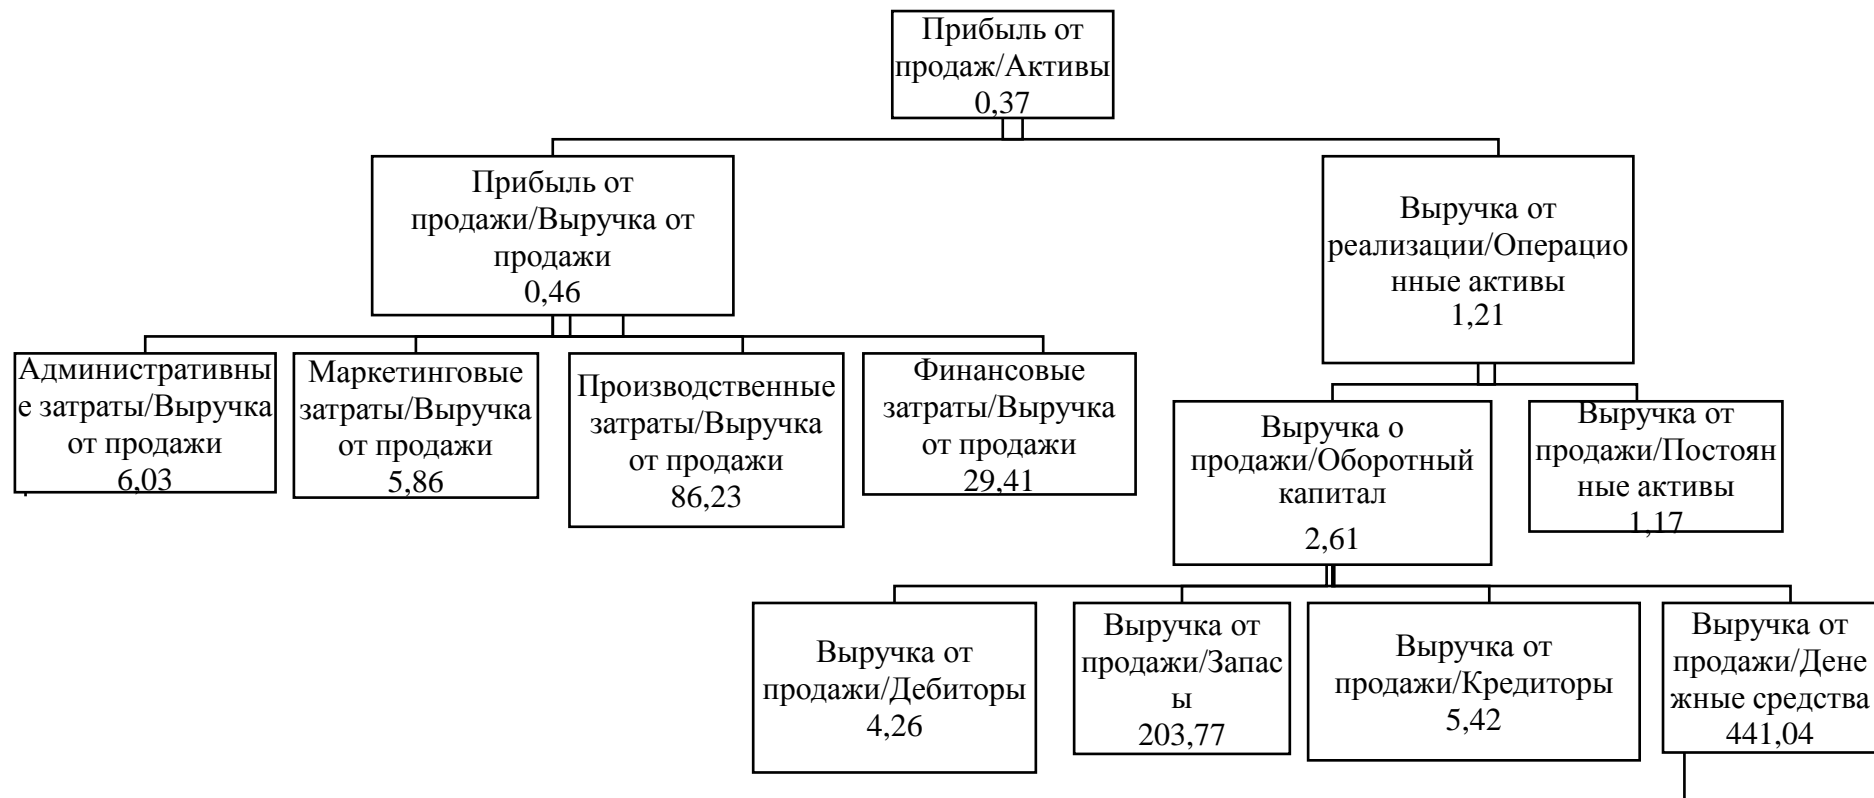 Прибыль от
продаж/Активы
0,37
Прибыль от
продажи/Выручка от
продажи
0,46
Выручка от
реализации/Операцио
нные активы
1,21
Административны
е затраты/Выручка
от продажи
6,03
Маркетинговые
затраты/Выручка
от продажи
5,86
Производственные
затраты/Выручка
от продажи
86,23
Финансовые
затраты/Выручка
от продажи
29,41
Выручка о
продажи/Оборотный
капитал
2,61
Выручка от
продажи/Постоян
ные активы
1,17
Выручка от
продажи/Дебиторы
4,26
Выручка от
продажи/Запас
ы
203,77
Выручка от
продажи/Кредиторы
5,42
Выручка от
продажи/Дене
жные средства
441,04